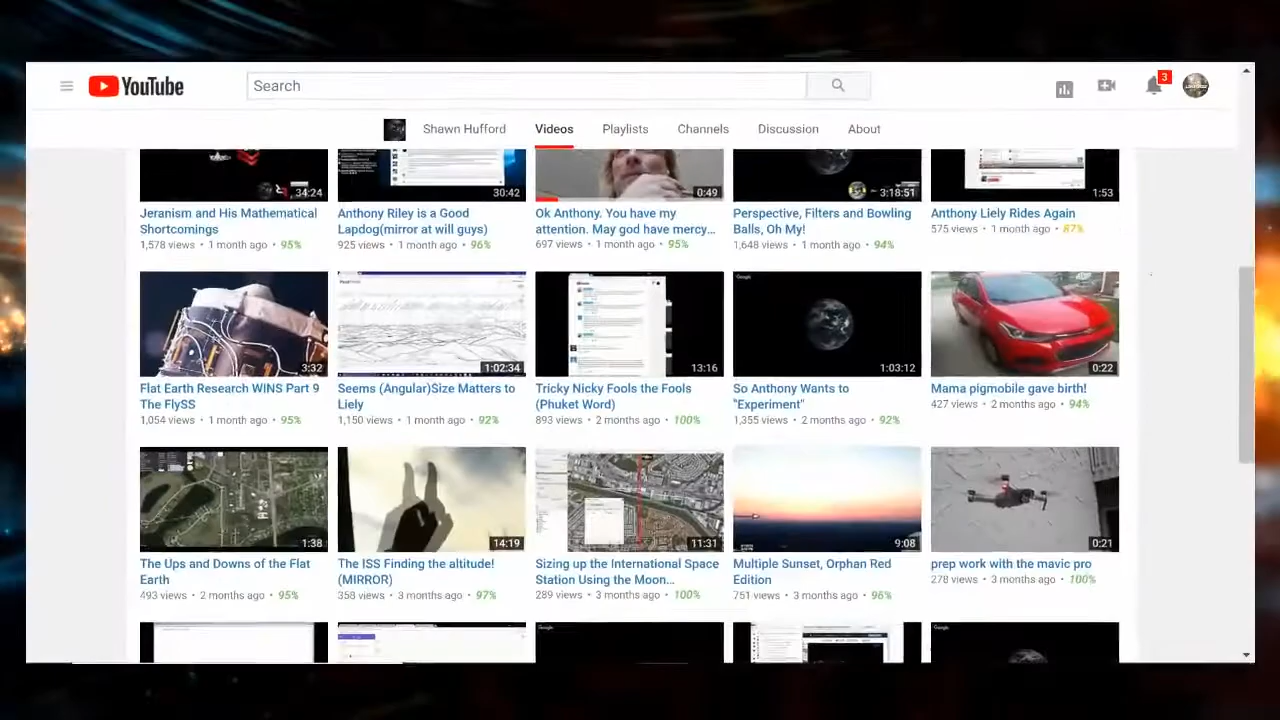 YouTube
Search
3
Shawn Hufford Videos Playlists Channels Discussion About
34:24
30:42
0:49
3:18:51
1:53
Jeranism and His Mathematical
Shortcomings
1,578 views • 1 month ago • 95%
Anthony Riley is a Good
Lapdog(mirror at will guys)
925 views • 1 month ago • 96%
Ok Anthony. You have my
attention. May god have mercy...
697 views • 1 month ago • 95%
Perspective, Filters and Bowling
Balls, Oh My!
1,648 views • 1 month ago • 94%
Anthony Liely Rides Again
575 views • 1 month ago • 87%
3:32
1:02:34
13:16
Google
1:03:12
0:22
Flat Earth Research WINS Part 9
The FlySS
1,054 views • 1 month ago • 95%
Seems (Angular)Size Matters to
Liely
1,150 views • 1 month ago • 92%
Tricky Nicky Fools the Fools
(Phuket Word)
893 views • 2 months ago • 100%
So Anthony Wants to
"Experiment"
1,355 views • 2 months ago • 92%
Mama pigmobile gave birth!
427 views • 2 months ago • 94%
1:38
14:19
11:31
9:08
0:21
The Ups and Downs of the Flat
Earth
493 views • 2 months ago • 95%
The ISS Finding the altitude!
(MIRROR)
358 views • 3 months ago • 97%
Sizing up the International Space
Station Using the Moon...
289 views • 3 months ago • 100%
Multiple Sunset, Orphan Red
Edition
751 views • 3 months ago • 96%
prep work with the mavic pro
278 views • 3 months ago • 100%
Google
Google